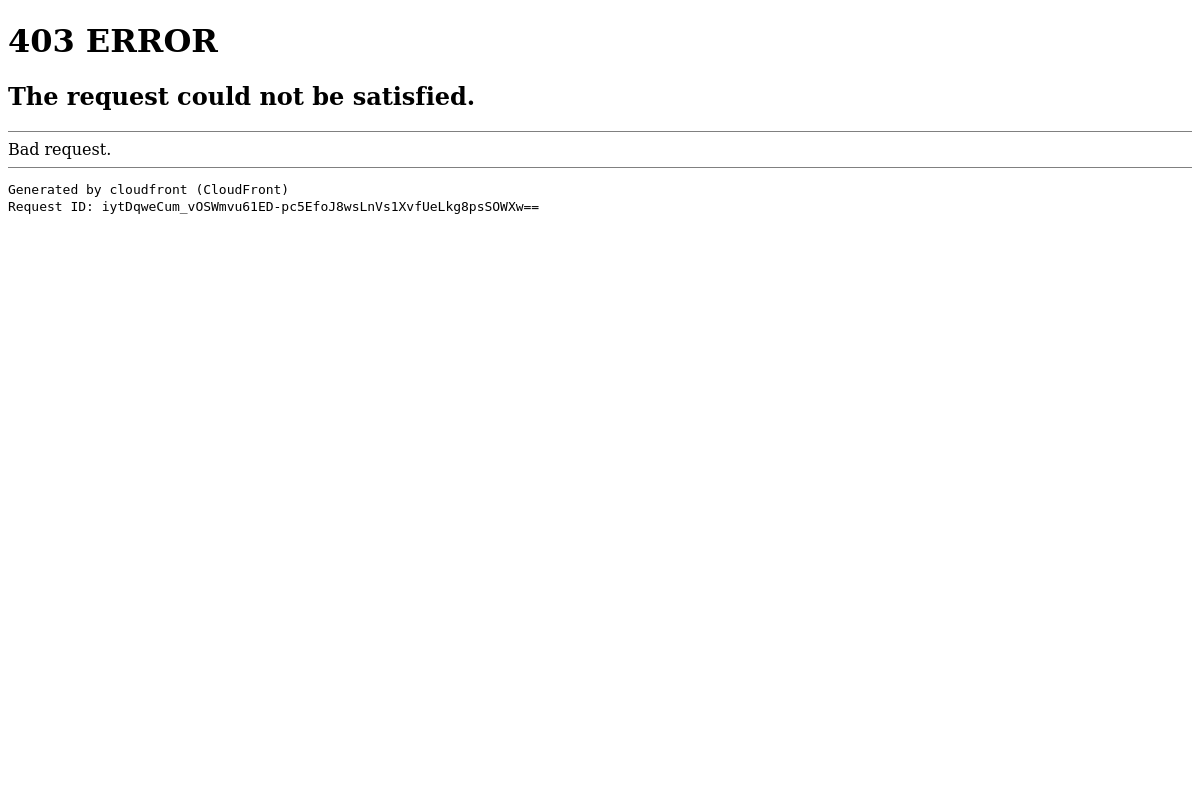 403 ERROR
The request could not be satisfied.
Bad request.
Generated by cloudfront (CloudFront)
Request ID: iytDqweCum_vOSWmvu61ED-pc5EfoJ8wsLnVs1XvfUeLkg8psSOWXw==